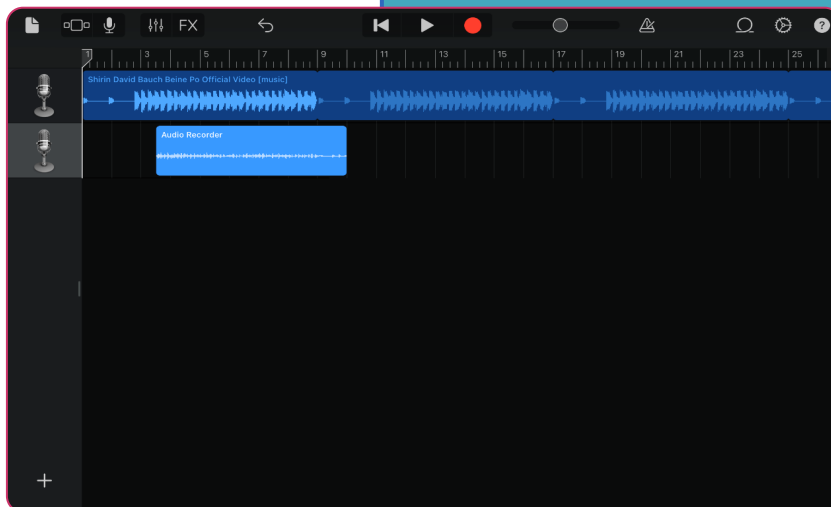 FX
1 3 5 7 9 11 13 15 17 19 21 23 25
Shirin David Bauch Beine Po Official Video [music]
Audio Recorder
?
+